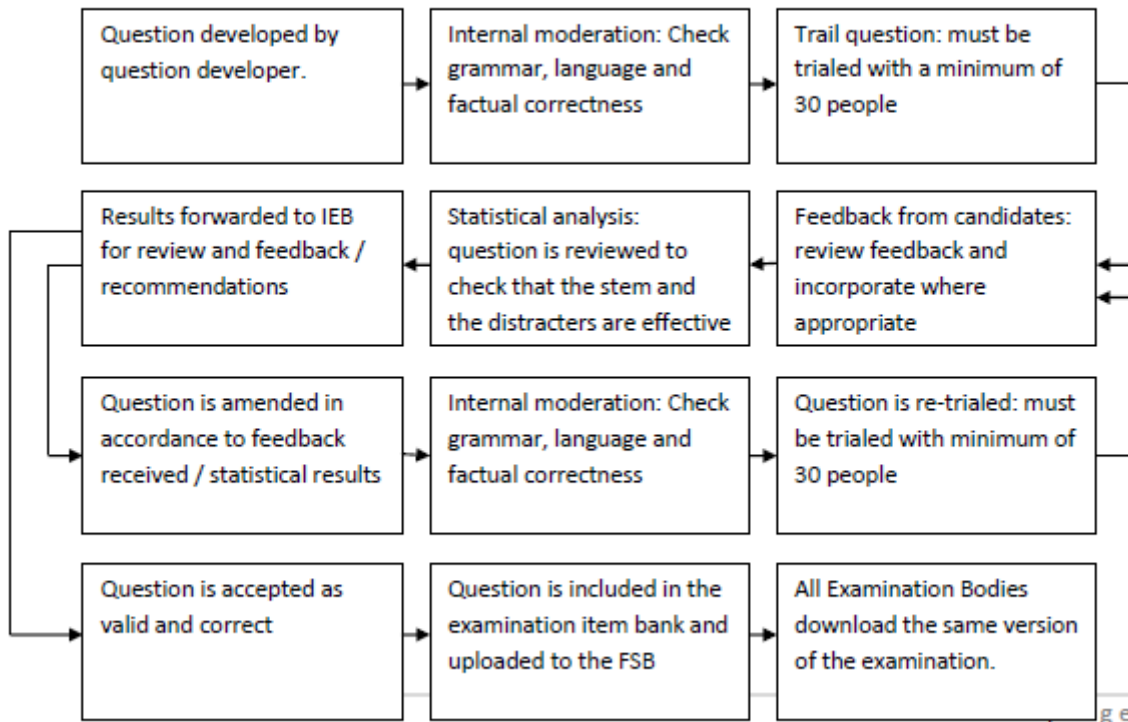 Question developed by
question developer.
Internal moderation: Check
grammar, language and
factual correctness
Trail question: must be
trialed with a minimum of
30 people
Results forwarded to IEB
for review and feedback /
recommendations
Statistical analysis:
question is reviewed to
check that the stem and
the distracters are effective
Feedback from candidates:
review feedback and
incorporate where
appropriate
Question is amended in
accordance to feedback
received / statistical results
Internal moderation: Check
grammar, language and
factual correctness
Question is re-trialed: must
be trialed with minimum of
30 people
Question is accepted as
valid and correct
Question is included in the
examination item bank and
uploaded to the FSB
All Examination Bodies
download the same version
of the examination.